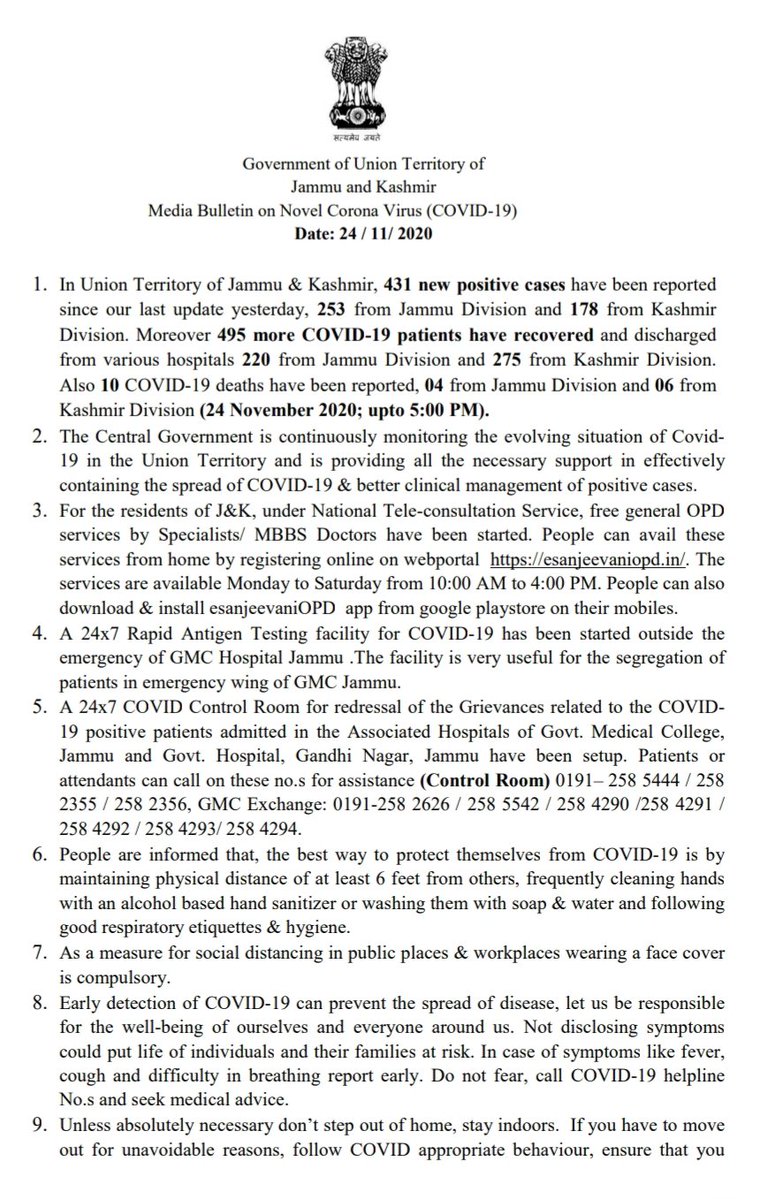 सत्यमेव जयते
Government of Union Territory of
Jammu and Kashmir
Media Bulletin on Novel Corona Virus (COVID-19)
Date: 24 / 11/ 2020
1. In Union Territory of Jammu & Kashmir, 431 new positive cases have been reported
since our last update yesterday, 253 from Jammu Division and 178 from Kashmir
Division. Moreover 495 more COVID-19 patients have recovered and discharged
from various hospitals 220 from Jammu Division and 275 from Kashmir Division.
Also 10 COVID-19 deaths have been reported, 04 from Jammu Division and 06 from
Kashmir Division (24 November 2020; upto 5:00 PM).
2. The Central Government is continuously monitoring the evolving situation of Covid-
19 in the Union Territory and is providing all the necessary support in effectively
containing the spread of COVID-19 & better clinical management of positive cases.
3. For the residents of J&K, under National Tele-consultation Service, free general OPD
services by Specialists/ MBBS Doctors have been started. People can avail these
services from home by registering online on webportal https://esanjeevaniopd.in/. The
services are available Monday to Saturday from 10:00 AM to 4:00 PM. People can also
download & install esanjeevaniOPD app from google playstore on their mobiles.
4. A 24x7 Rapid Antigen Testing facility for COVID-19 has been started outside the
emergency of GMC Hospital Jammu .The facility is very useful for the segregation of
patients in emergency wing of GMC Jammu.
5. A 24x7 COVID Control Room for redressal of the Grievances related to the COVID-
19 positive patients admitted in the Associated Hospitals of Govt. Medical College,
Jammu and Govt. Hospital, Gandhi Nagar, Jammu have been setup. Patients or
attendants can call on these no.s for assistance (Control Room) 0191– 258 5444 / 258
2355 / 258 2356, GMC Exchange: 0191-258 2626 / 258 5542 / 258 4290 /258 4291 /
258 4292 / 258 4293/ 258 4294.
6. People are informed that, the best way to protect themselves from COVID-19 is by
maintaining physical distance of at least 6 feet from others, frequently cleaning hands
with an alcohol based hand sanitizer or washing them with soap & water and following
good respiratory etiquettes & hygiene.
7. As a measure for social distancing in public places & workplaces wearing a face cover
is compulsory.
8. Early detection of COVID-19 can prevent the spread of disease, let us be responsible
for the well-being of ourselves and everyone around us. Not disclosing symptoms
could put life of individuals and their families at risk. In case of symptoms like fever,
cough and difficulty in breathing report early. Do not fear, call COVID-19 helpline
No.s and seek medical advice.
9. Unless absolutely necessary don’t step out of home, stay indoors. If you have to move
out for unavoidable reasons, follow COVID appropriate behaviour, ensure that you